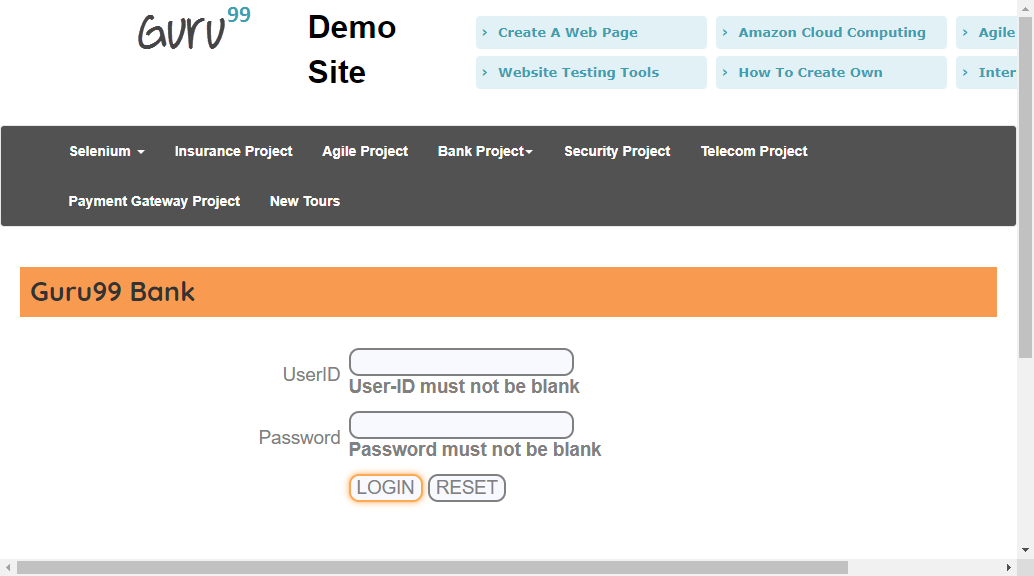 Guru99
Demo
Site
› Create A Web Page
› Amazon Cloud Computing
› Agile
› Website Testing Tools
› How To Create Own
› Inter
Selenium
Insurance Project
Agile Project
Bank Project
Security Project
Telecom Project
Payment Gateway Project
New Tours
Guru99 Bank
UserID
User-ID must not be blank
Password
Password must not be blank
LOGIN RESET